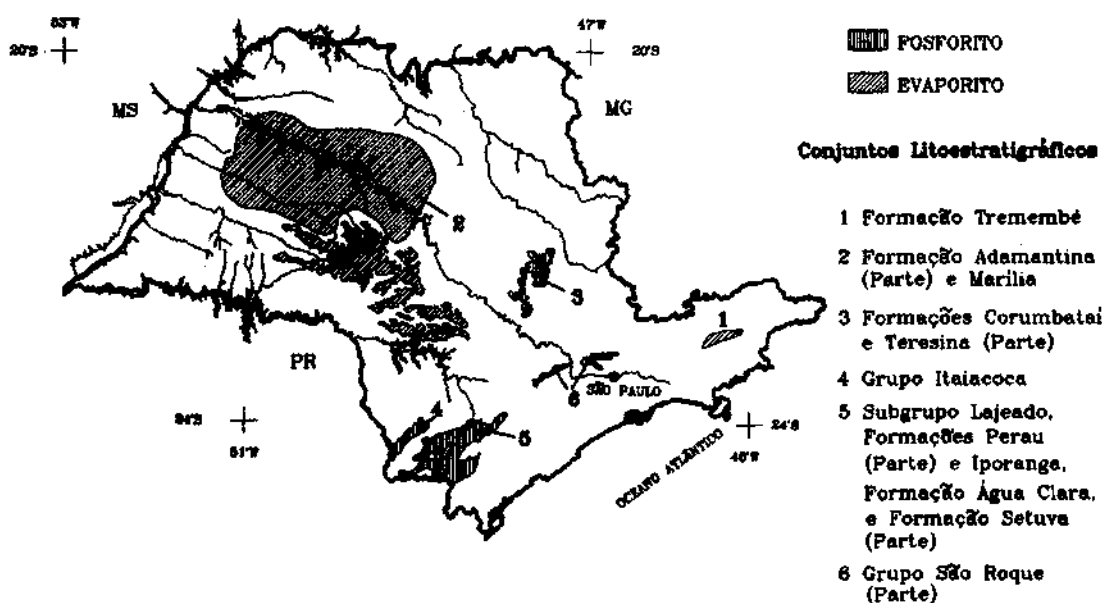 53°W
47°W
20°S
20°S
FOSFORITO
EVAPORITO
MS
MG
Conjuntos Litoestratigráficos
1 Formação Tremembé
2 Formação Adamantina
(Parte) e Marília
3 Formações Corumbataí
e Teresina (Parte)
4 Grupo Itaiacoca
5 Subgrupo Lajeado,
Formações Perau
(Parte) e Iporanga,
Formação Água Clara,
e Formação Setuva
(Parte)
6 Grupo São Roque
(Parte)
2
3
1
PR
6
SÃO PAULO
4
5
24°S
51°W
24°S
OCEANO ATLÂNTICO